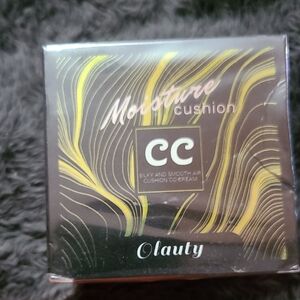 Moisture
cushion
CC
SILKY AND SMOOTH AIR
CUSHION CC CREAM
Olauty